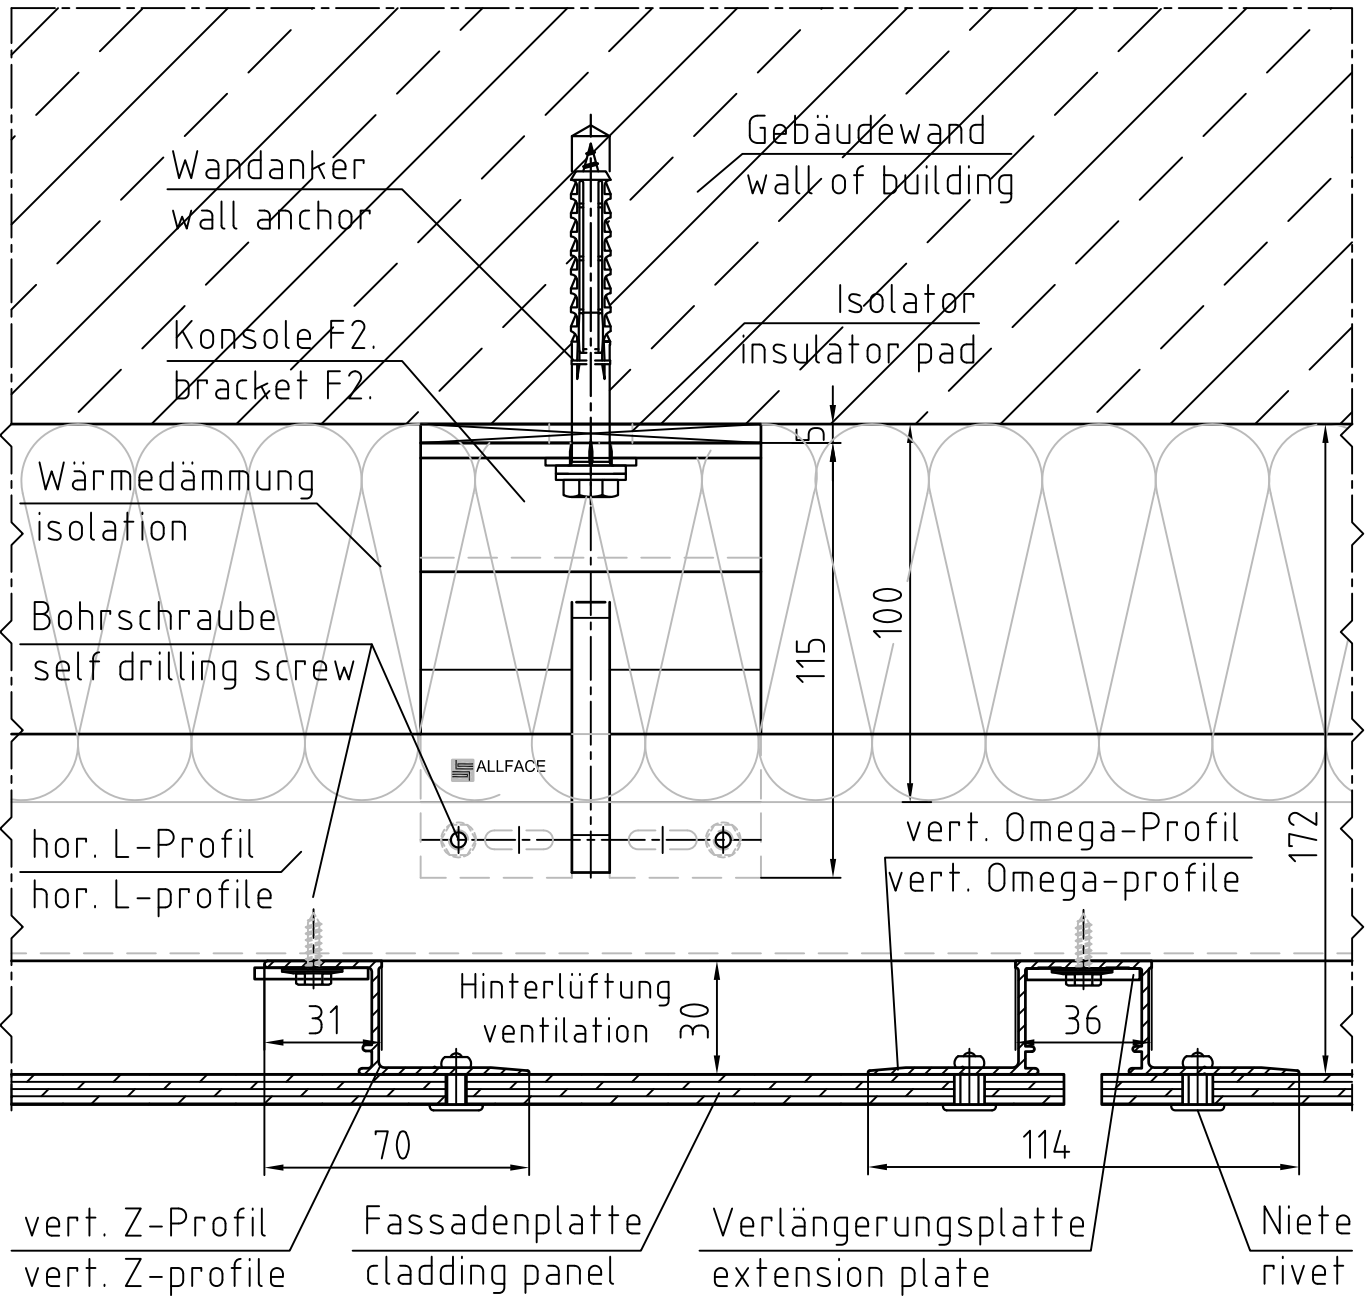 Gebäudewand
wall of building
Wandanker
wall anchor
Isolator
insulator pad
Konsole F2.
bracket F2.
5
Wärmedämmung
isolation
100
115
Bohrschraube
self drilling screw
ALLFACE
172
hor. L-Profil
hor. L-profile
vert. Omega-Profil
vert. Omega-profile
Hinterlüftung
ventilation
30
31
36
70
114
vert. Z-Profil
vert. Z-profile
Fassadenplatte
cladding panel
Verlängerungsplatte
extension plate
Niete
rivet